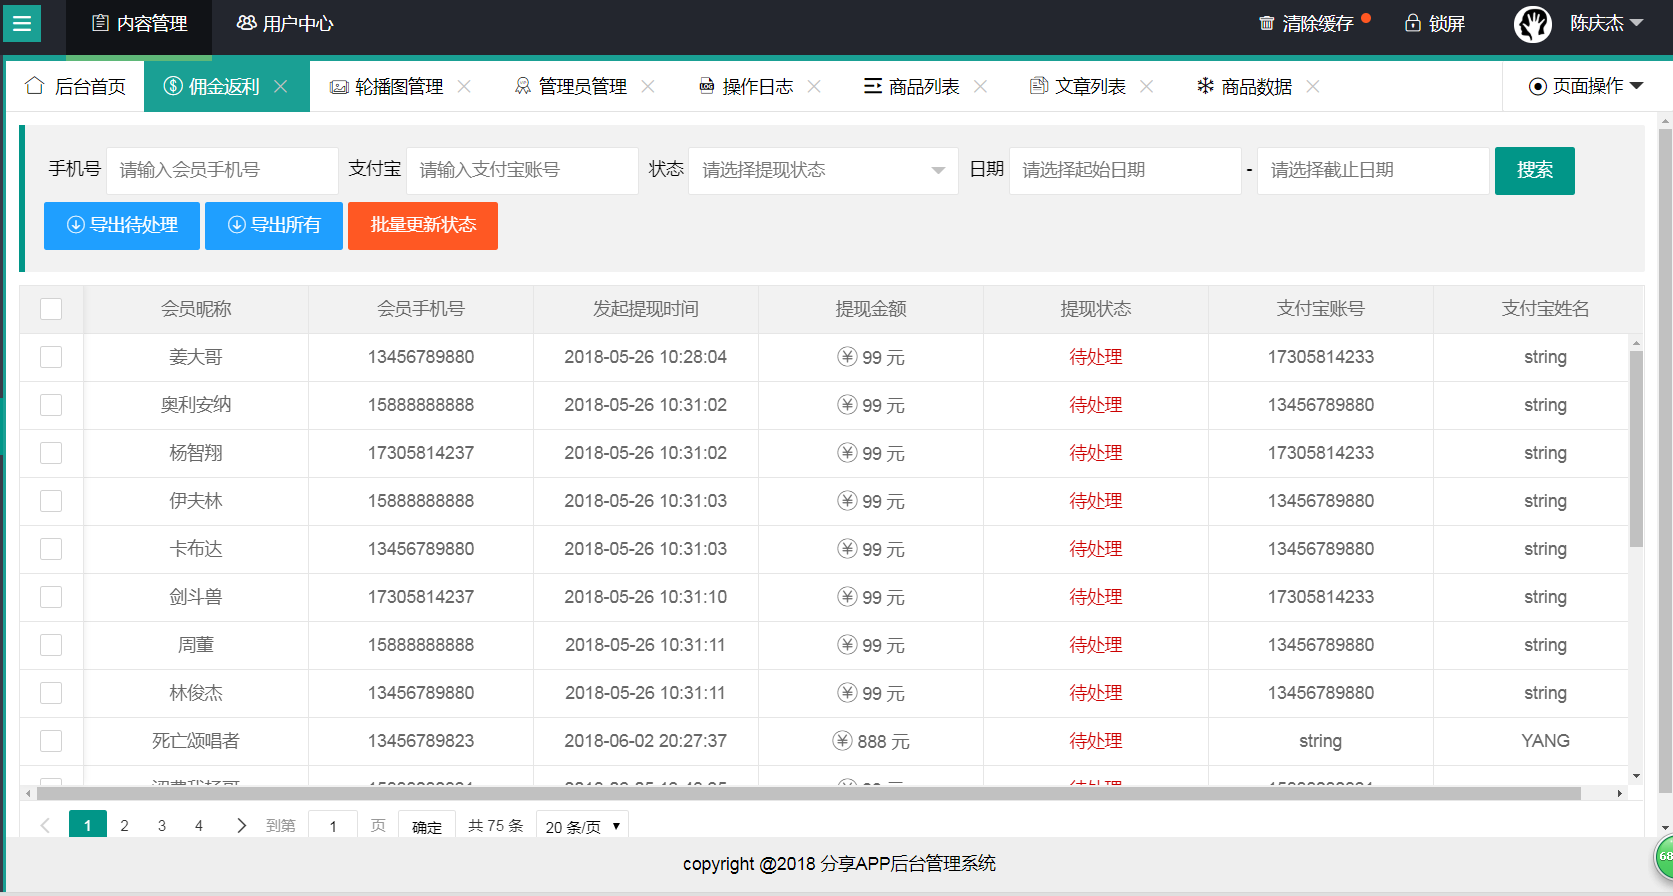 内容管理 用户中心 清除缓存 锁屏 陈庆杰
后台首页 佣金返利 轮播图管理 管理员管理 操作日志 商品列表 文章列表 商品数据 页面操作
手机号 请输入会员手机号 支付宝 请输入支付宝账号 状态 请选择提现状态 日期 请选择起始日期 - 请选择截止日期 搜索
导出待处理 导出所有 批量更新状态
会员昵称 会员手机号 发起提现时间 提现金额 提现状态 支付宝账号 支付宝姓名
姜大哥 13456789880 2018-05-26 10:28:04 ¥ 99 元 待处理 17305814233 string
奥利安纳 15888888888 2018-05-26 10:31:02 ¥ 99 元 待处理 13456789880 string
杨智翔 17305814237 2018-05-26 10:31:02 ¥ 99 元 待处理 17305814233 string
伊夫林 15888888888 2018-05-26 10:31:03 ¥ 99 元 待处理 13456789880 string
卡布达 13456789880 2018-05-26 10:31:03 ¥ 99 元 待处理 13456789880 string
剑斗兽 17305814237 2018-05-26 10:31:10 ¥ 99 元 待处理 17305814233 string
周董 15888888888 2018-05-26 10:31:11 ¥ 99 元 待处理 13456789880 string
林俊杰 13456789880 2018-05-26 10:31:11 ¥ 99 元 待处理 13456789880 string
死亡颂唱者 13456789823 2018-06-02 20:27:37 ¥ 888 元 待处理 string YANG
1 2 3 4 到第 1 页 确定 共 75 条 20 条/页
copyright @2018 分享APP后台管理系统
68